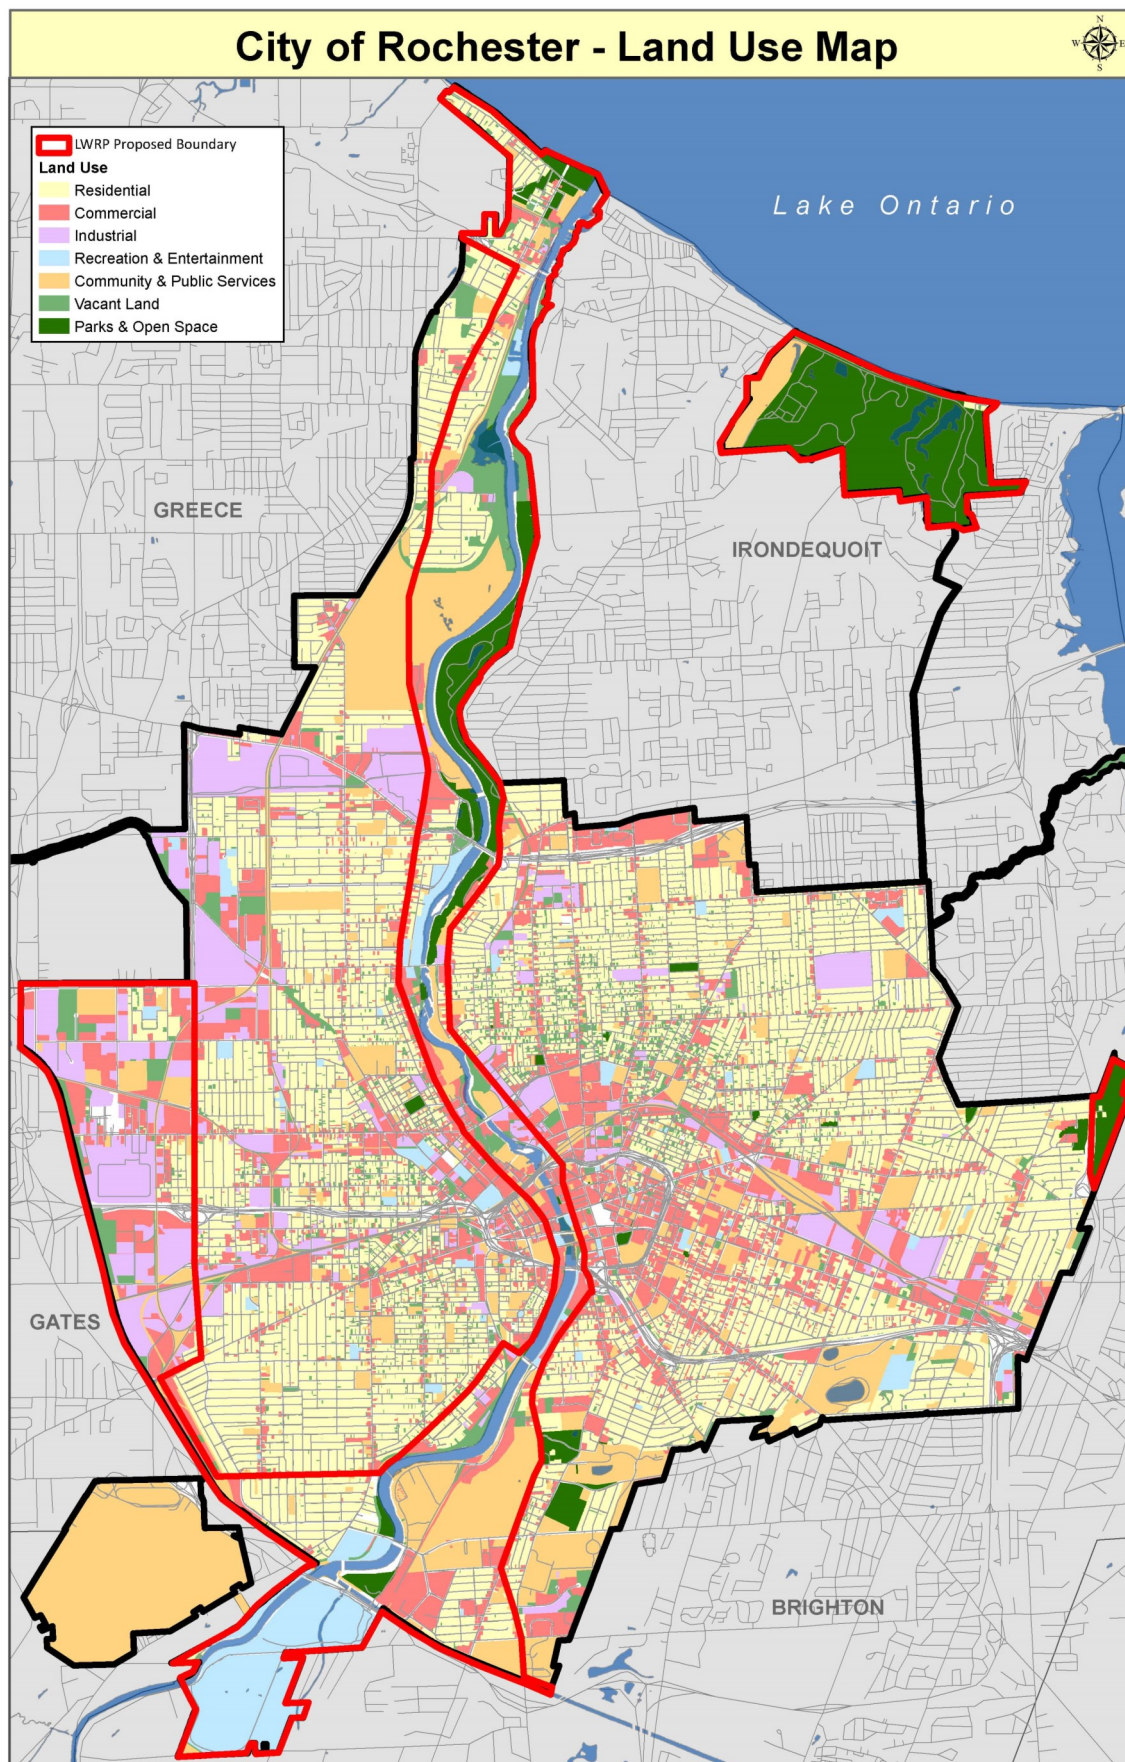 City of Rochester - Land Use Map
N
W E
S
LWRP Proposed Boundary
Land Use
Residential
Commercial
Industrial
Recreation & Entertainment
Community & Public Services
Vacant Land
Parks & Open Space
Lake Ontario
GREECE
IRONDEQUOIT
GATES
BRIGHTON